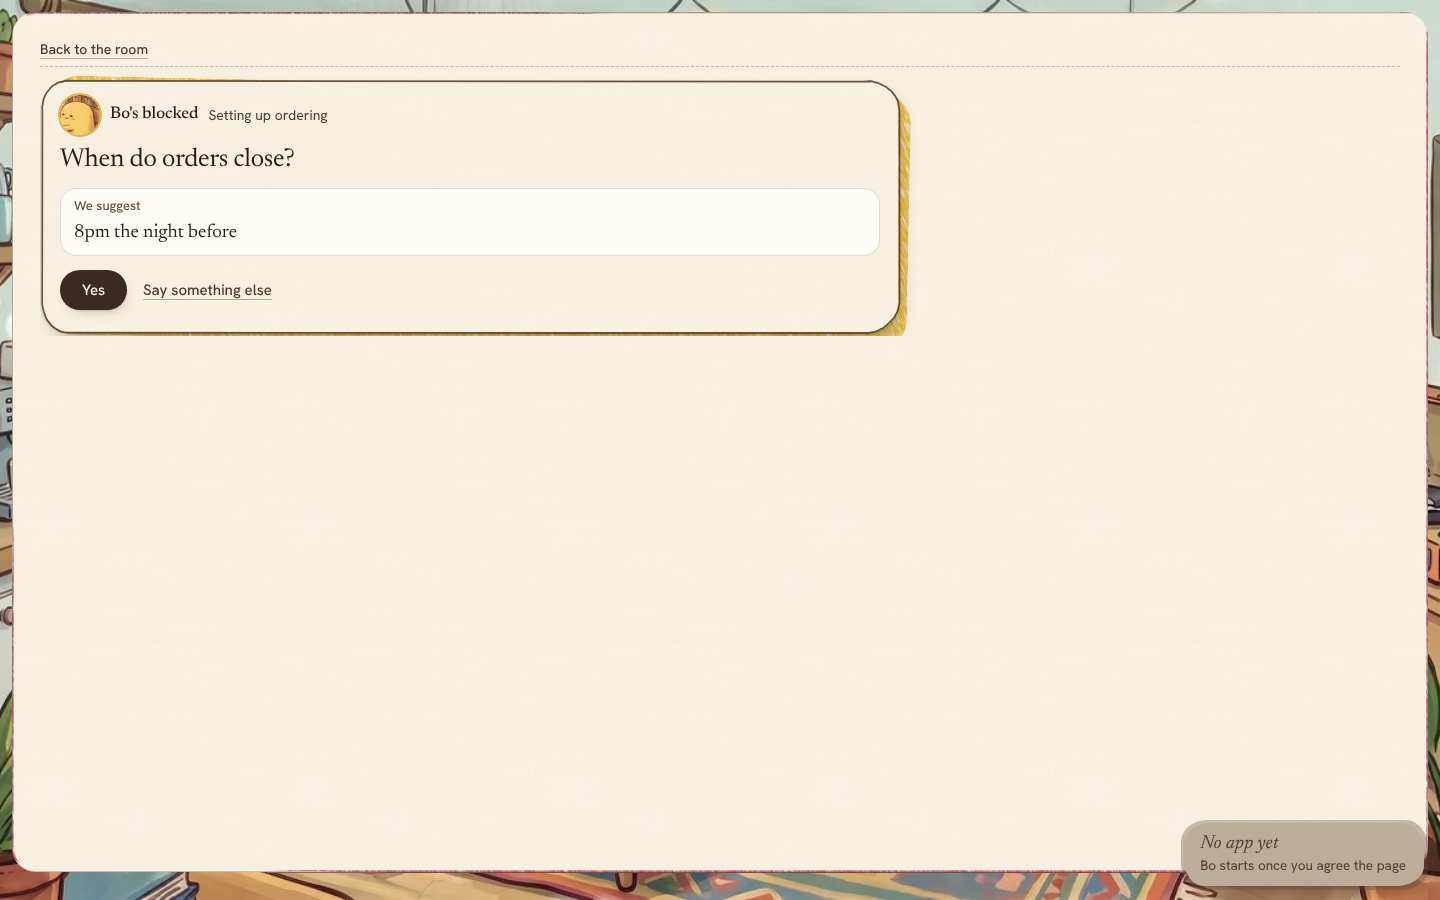 Back to the room
Bo's blocked Setting up ordering
When do orders close?
We suggest
8pm the night before
Yes Say something else
No app yet
Bo starts once you agree the page